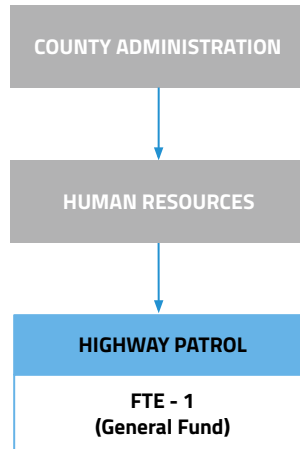 COUNTY ADMINISTRATION
HUMAN RESOURCES
HIGHWAY PATROL
FTE - 1
(General Fund)